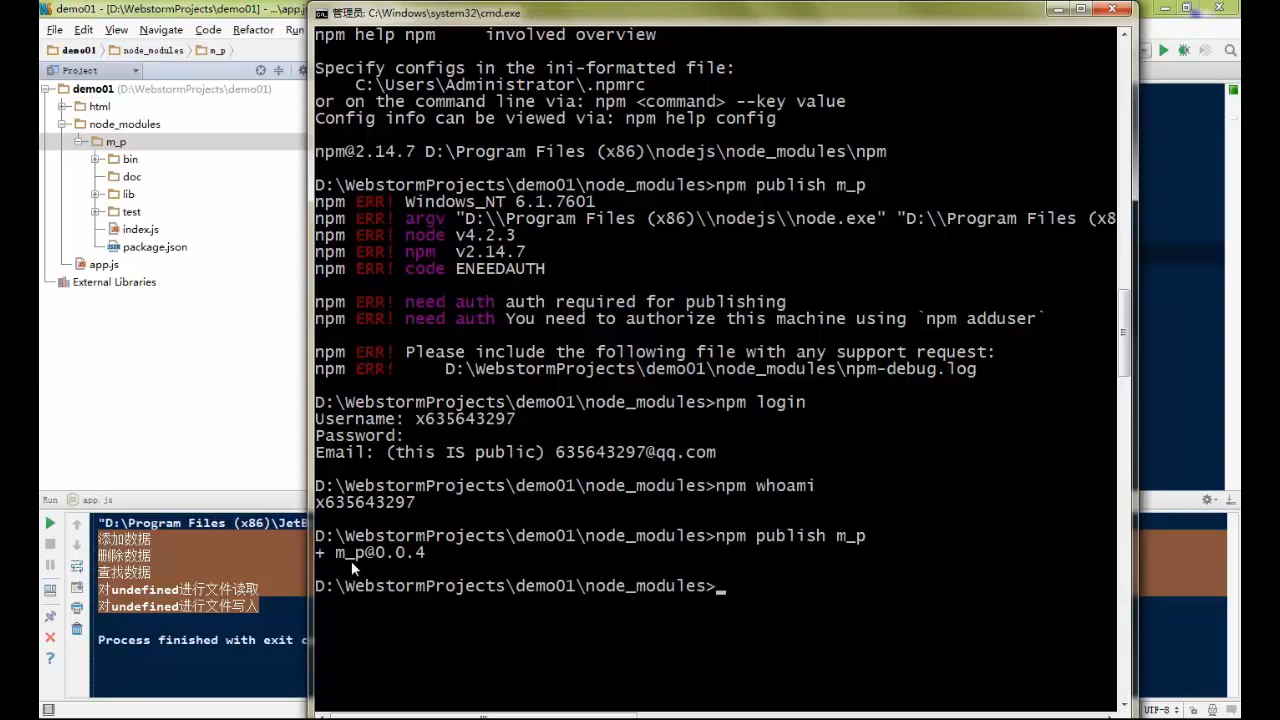 demo01 - [D:\WebstormProjects\demo01] - ...\app.js
File Edit View Navigate Code Refactor Run
demo01 node_modules m_p
Project
demo01 (D:\WebstormProjects\demo01)
html
node_modules
m_p
bin
doc
lib
test
index.js
package.json
app.js
External Libraries
管理员: C:\Windows\system32\cmd.exe
npm help npm     involved overview
Specify configs in the ini-formatted file:
    C:\Users\Administrator\.npmrc
or on the command line via: npm <command> --key value
Config info can be viewed via: npm help config
npm@2.14.7 D:\Program Files (x86)\nodejs\node_modules\npm
D:\WebstormProjects\demo01\node_modules>npm publish m_p
npm ERR! Windows_NT 6.1.7601
npm ERR! argv "D:\\Program Files (x86)\\nodejs\\node.exe" "D:\\Program Files (x8
npm ERR! node v4.2.3
npm ERR! npm  v2.14.7
npm ERR! code ENEEDAUTH
npm ERR! need auth auth required for publishing
npm ERR! need auth You need to authorize this machine using `npm adduser`
npm ERR! Please include the following file with any support request:
npm ERR!     D:\WebstormProjects\demo01\node_modules\npm-debug.log
D:\WebstormProjects\demo01\node_modules>npm login
Username: x635643297
Password:
Email: (this IS public) 635643297@qq.com
D:\WebstormProjects\demo01\node_modules>npm whoami
x635643297
D:\WebstormProjects\demo01\node_modules>npm publish m_p
+ m_p@0.0.4
D:\WebstormProjects\demo01\node_modules>
Run app.js
"D:\Program Files (x86)\JetB
添加数据
删除数据
查找数据
对undefined进行文件读取
对undefined进行文件写入
Process finished with exit c
UTF-8